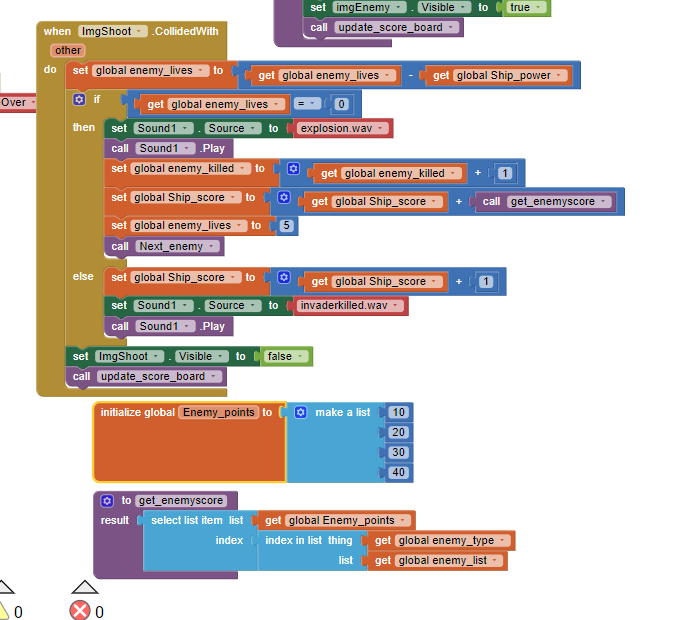 set imgEnemy . Visible to true
call update_score_board
when ImgShoot .CollidedWith
other
do set global enemy_lives to get global enemy_lives - get global Ship_power
Over
if get global enemy_lives = 0
then set Sound1 . Source to explosion.wav
call Sound1 .Play
set global enemy_killed to get global enemy_killed + 1
set global Ship_score to get global Ship_score + call get_enemyscore
set global enemy_lives to 5
call Next_enemy
else set global Ship_score to get global Ship_score + 1
set Sound1 . Source to invaderkilled.wav
call Sound1 .Play
set ImgShoot . Visible to false
call update_score_board
initialize global Enemy_points to make a list 10
20
30
40
to get_enemyscore
result select list item list get global Enemy_points
index index in list thing get global enemy_type
list get global enemy_list
0 0